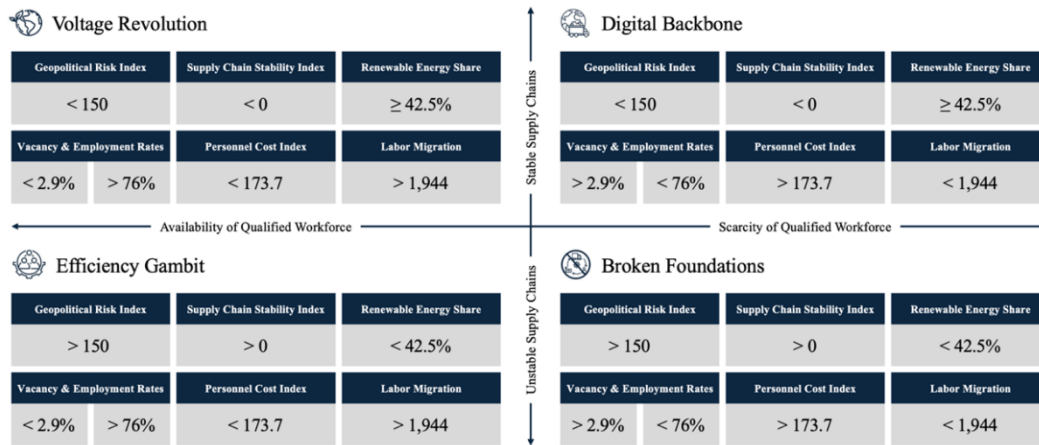 Voltage Revolution
Geopolitical Risk Index Supply Chain Stability Index Renewable Energy Share
< 150 < 0 ≥ 42.5%
Vacancy & Employment Rates Personnel Cost Index Labor Migration
< 2.9% > 76% < 173.7 > 1,944
Digital Backbone
Geopolitical Risk Index Supply Chain Stability Index Renewable Energy Share
< 150 < 0 ≥ 42.5%
Vacancy & Employment Rates Personnel Cost Index Labor Migration
> 2.9% < 76% > 173.7 < 1,944
Stable Supply Chains
Availability of Qualified Workforce
Scarcity of Qualified Workforce
Unstable Supply Chains
Efficiency Gambit
Geopolitical Risk Index Supply Chain Stability Index Renewable Energy Share
> 150 > 0 < 42.5%
Vacancy & Employment Rates Personnel Cost Index Labor Migration
< 2.9% > 76% < 173.7 > 1,944
Broken Foundations
Geopolitical Risk Index Supply Chain Stability Index Renewable Energy Share
> 150 > 0 < 42.5%
Vacancy & Employment Rates Personnel Cost Index Labor Migration
> 2.9% < 76% > 173.7 < 1,944